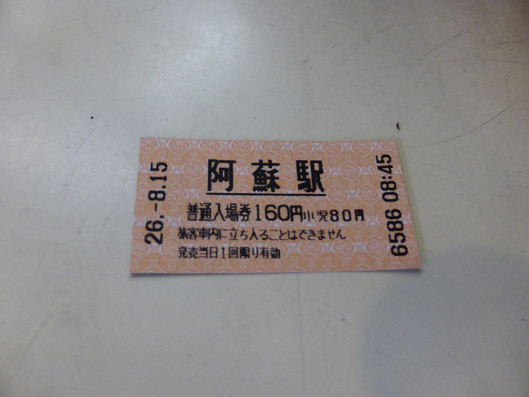 26.-8.15
阿蘇駅
普通入場券160円小児80円
旅客車内に立ち入ることはできません
発売当日1回限り有効
6586 08:45